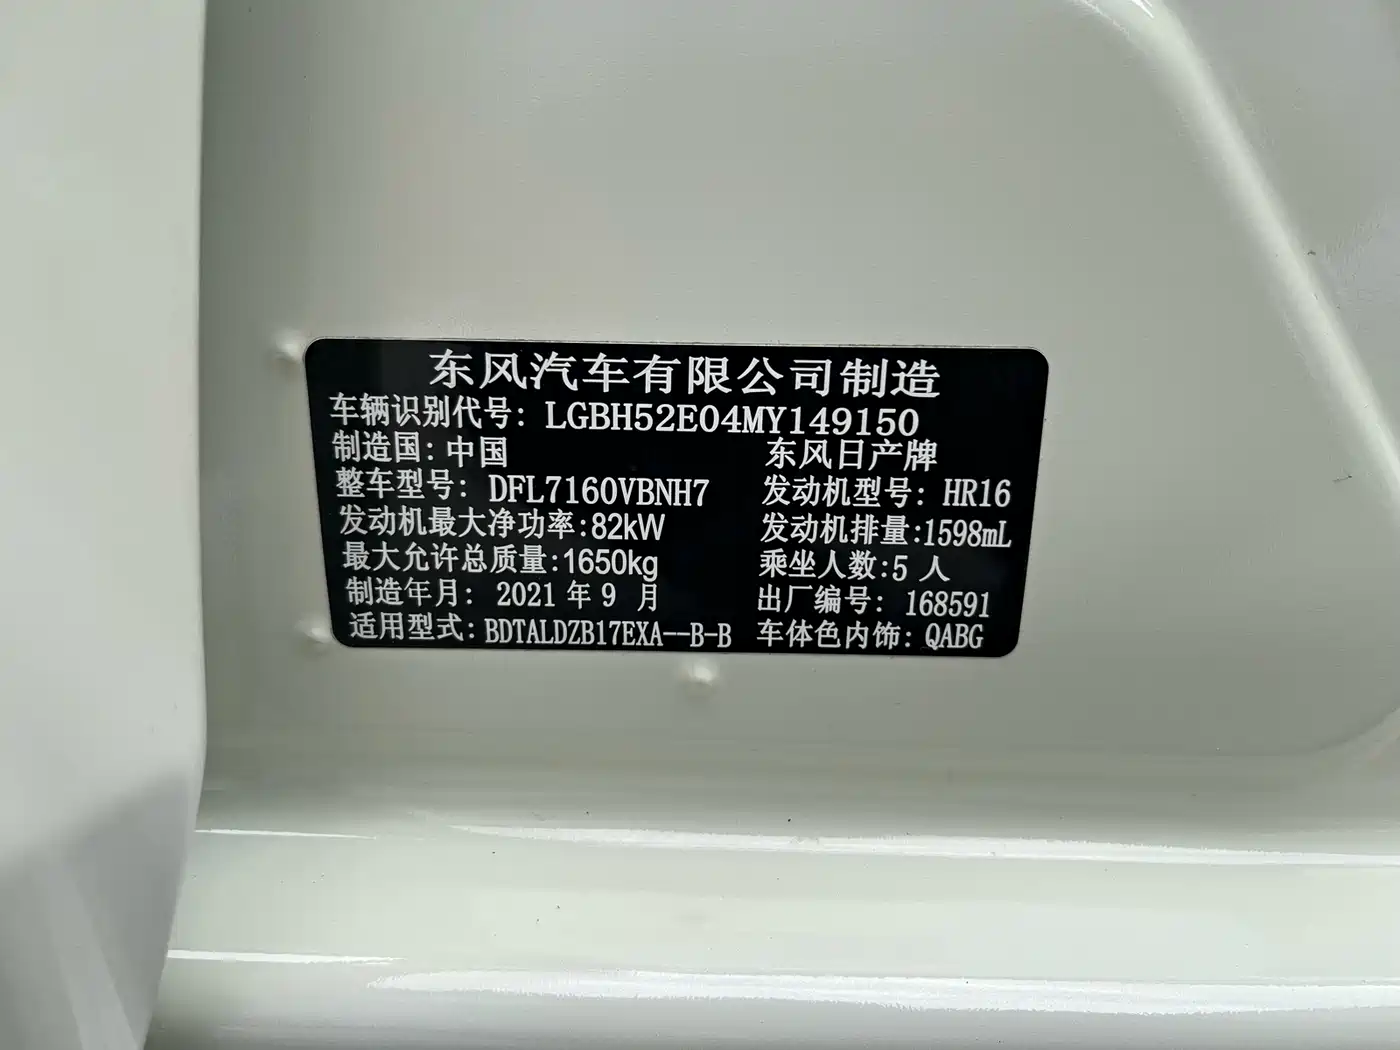 东风汽车有限公司制造
车辆识别代号: LGBH52E04MY149150
制造国: 中国 东风日产牌
整车型号: DFL7160VBNH7 发动机型号: HR16
发动机最大净功率:82kW 发动机排量:1598mL
最大允许总质量:1650kg 乘坐人数:5 人
制造年月: 2021 年 9 月 出厂编号: 168591
适用型式: BDTALDZB17EXA--B-B 车体色内饰: QABG